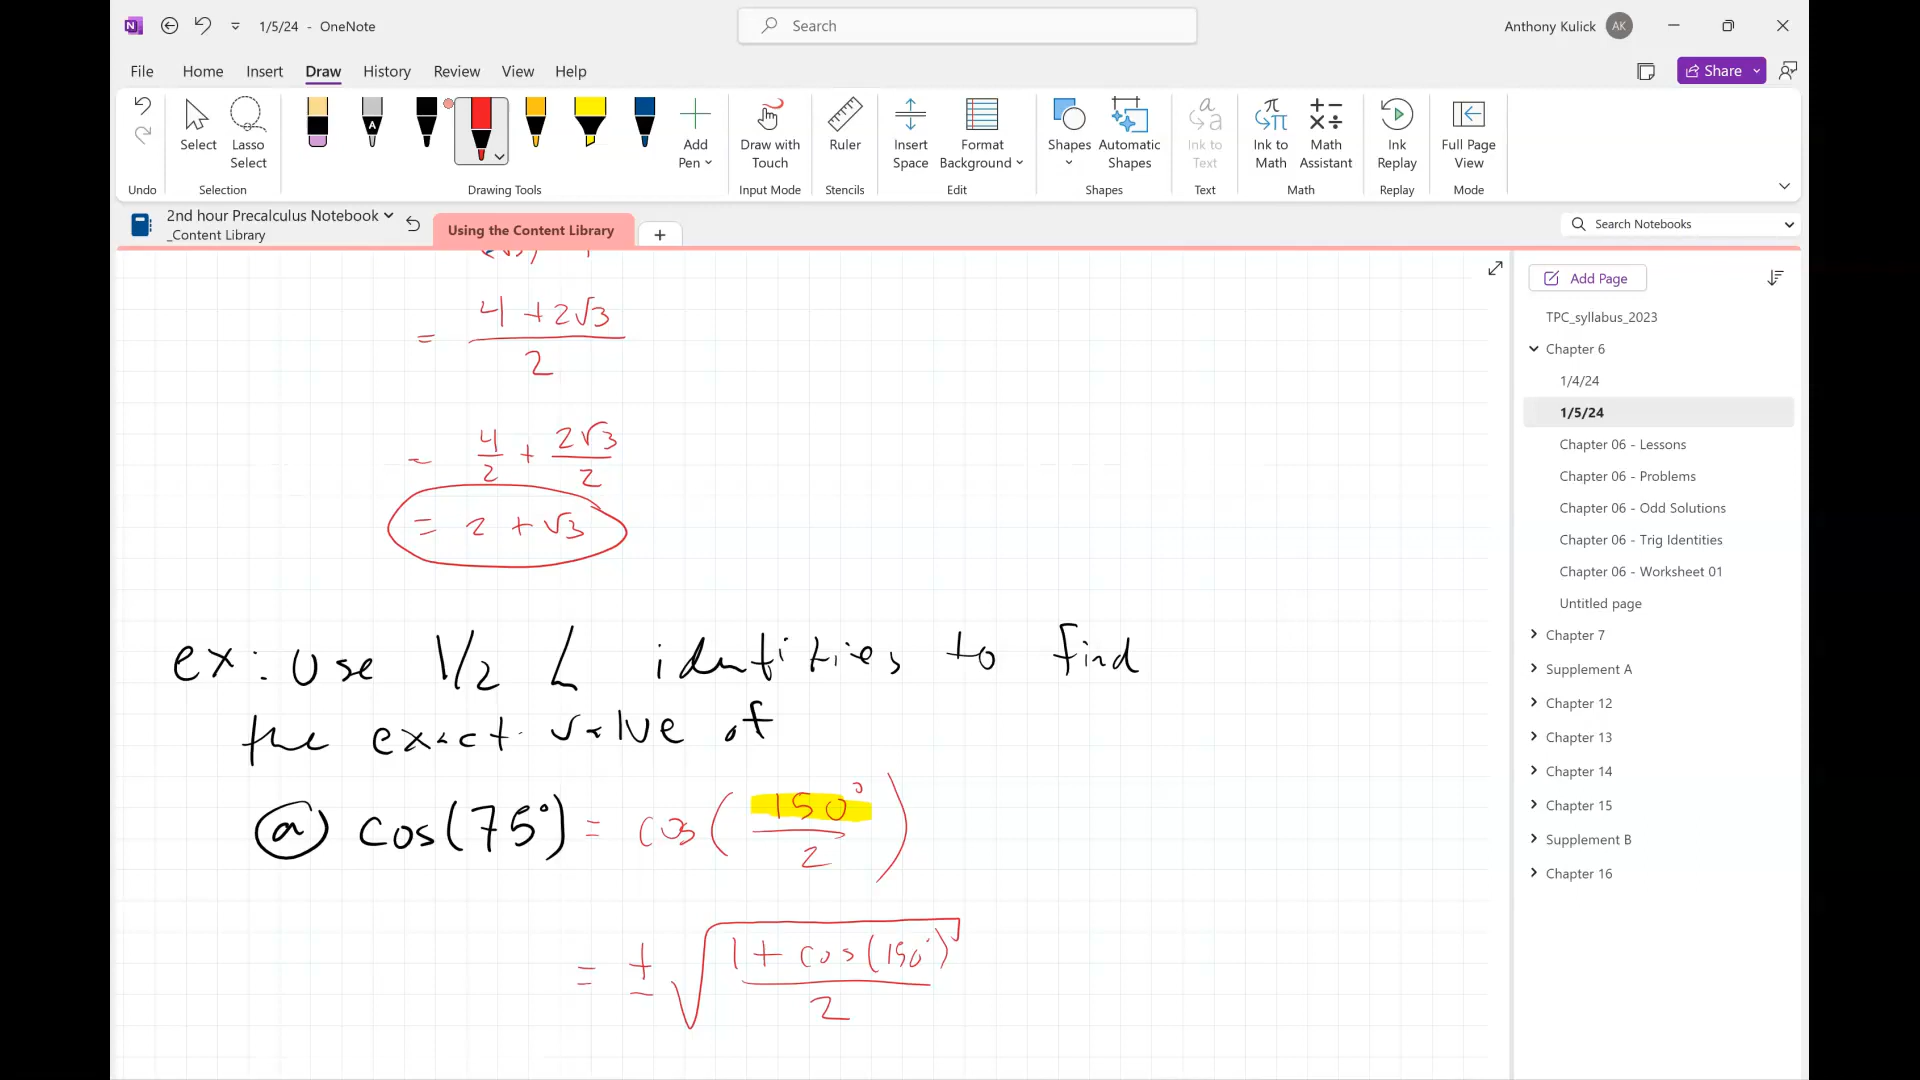 1/5/24 - OneNote
Search
Anthony Kulick AK
File Home Insert Draw History Review View Help
Share
Undo
Select
Lasso Select
Selection
A
Drawing Tools
Add Pen
Draw with Touch
Input Mode
Ruler
Stencils
Insert Space
Format Background
Edit
Shapes
Automatic Shapes
Shapes
Ink to Text
Text
Ink to Math
Math Assistant
Math
Ink Replay
Replay
Full Page View
Mode
2nd hour Precalculus Notebook
_Content Library
Using the Content Library
+
Search Notebooks
= 4 + 2√3 / 2
= 4/2 + 2√3/2
= 2 + √3
ex: Use 1/2 ∠ identities to find
the exact value of
(a) cos(75°) = cos(150°/2)
= ± √(1 + cos(150°) / 2)
Add Page
TPC_syllabus_2023
Chapter 6
1/4/24
1/5/24
Chapter 06 - Lessons
Chapter 06 - Problems
Chapter 06 - Odd Solutions
Chapter 06 - Trig Identities
Chapter 06 - Worksheet 01
Untitled page
Chapter 7
Supplement A
Chapter 12
Chapter 13
Chapter 14
Chapter 15
Supplement B
Chapter 16